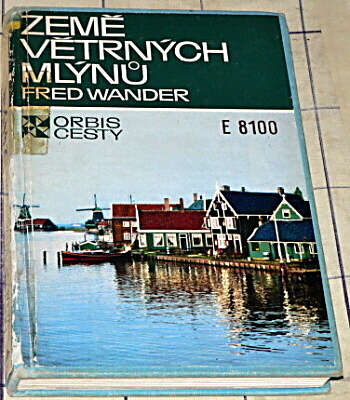 ZEMĚ
VĚTRNÝCH
MLÝNŮ
FRED WANDER
ORBIS
CESTY
E 8100